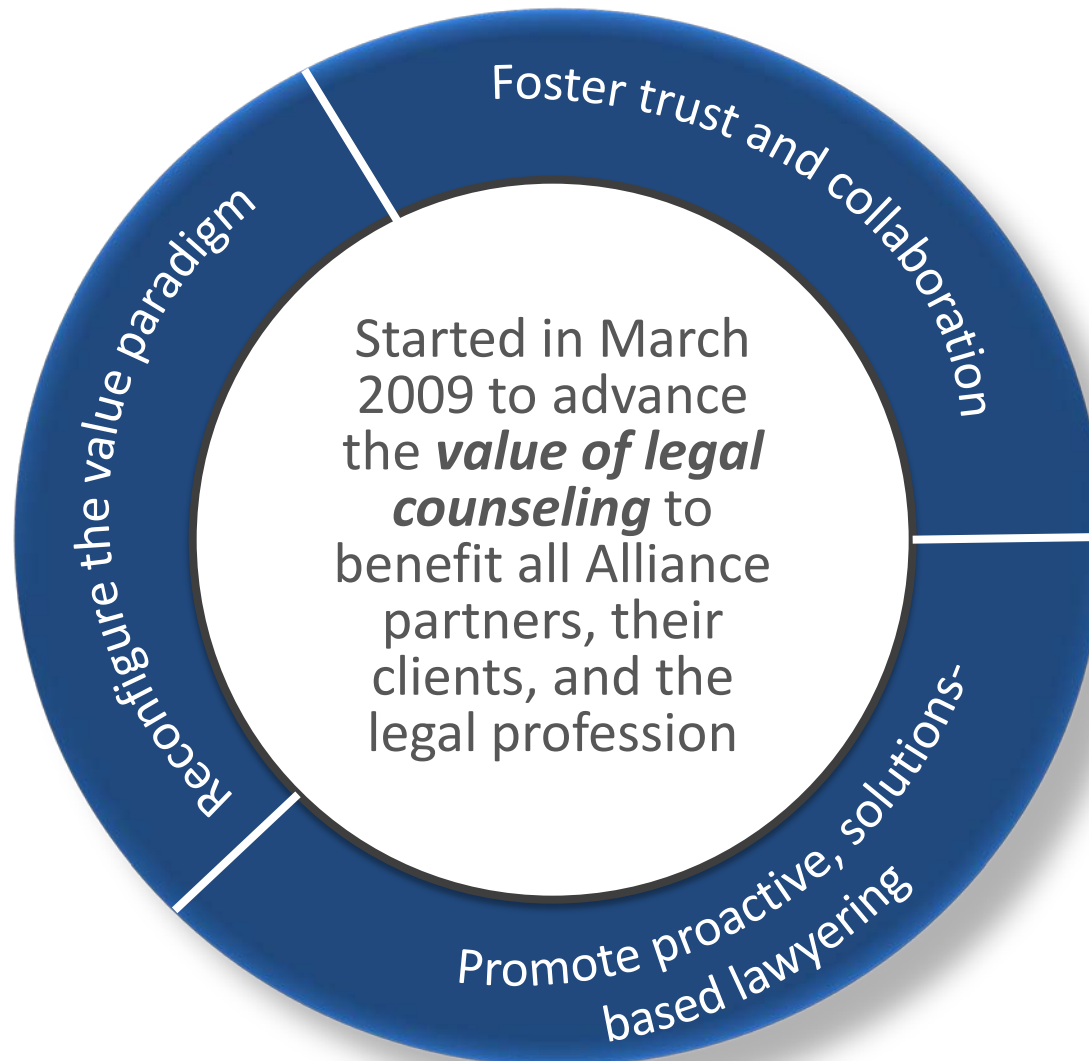 Foster trust and collaboration
Reconfigure the value paradigm
Started in March
2009 to advance
the value of legal
counseling to
benefit all Alliance
partners, their
clients, and the
legal profession
Promote proactive, solutions-
based lawyering